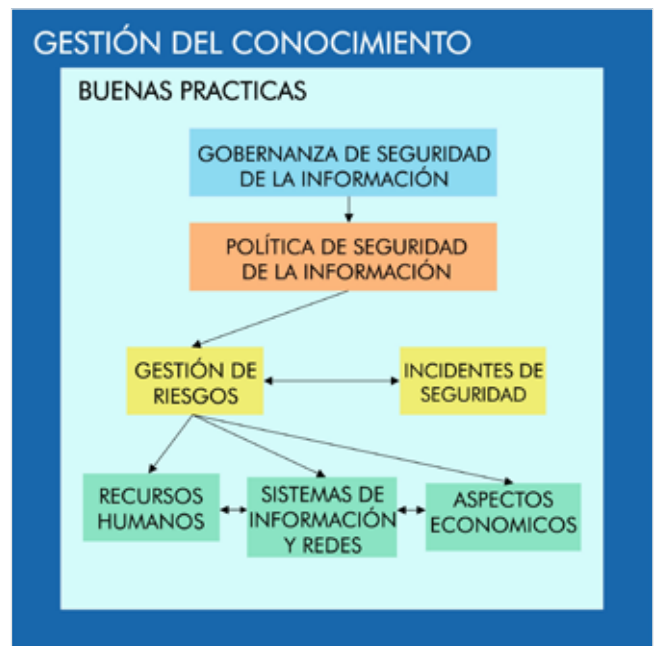 GESTIÓN DEL CONOCIMIENTO
BUENAS PRACTICAS
GOBERNANZA DE SEGURIDAD
DE LA INFORMACIÓN
POLÍTICA DE SEGURIDAD
DE LA INFORMACIÓN
GESTIÓN DE
RIESGOS
INCIDENTES DE
SEGURIDAD
RECURSOS
HUMANOS
SISTEMAS DE
INFORMACIÓN
Y REDES
ASPECTOS
ECONOMICOS